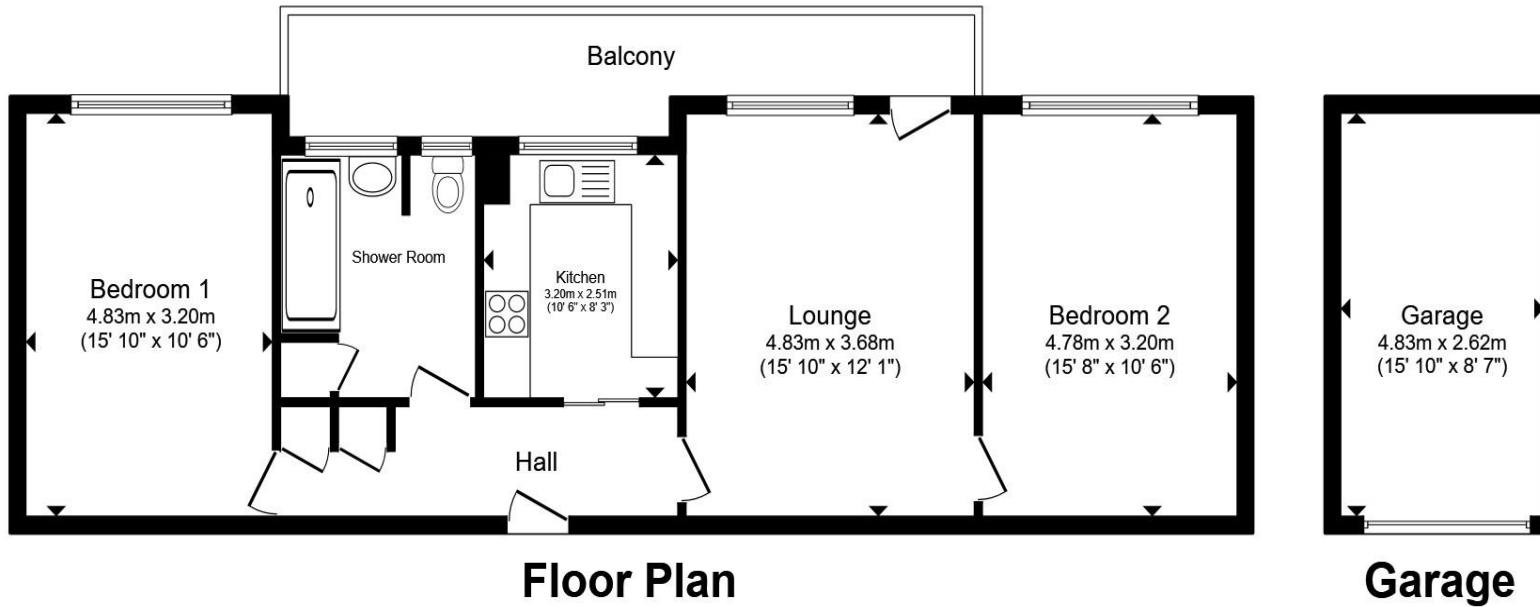 Balcony
Bedroom 1
4.83m x 3.20m
(15' 10" x 10' 6")
Shower Room
Kitchen
3.20m x 2.51m
(10' 6" x 8' 3")
Lounge
4.83m x 3.68m
(15' 10" x 12' 1")
Bedroom 2
4.78m x 3.20m
(15' 8" x 10' 6")
Garage
4.83m x 2.62m
(15' 10" x 8' 7")
Hall
Floor Plan
Garage